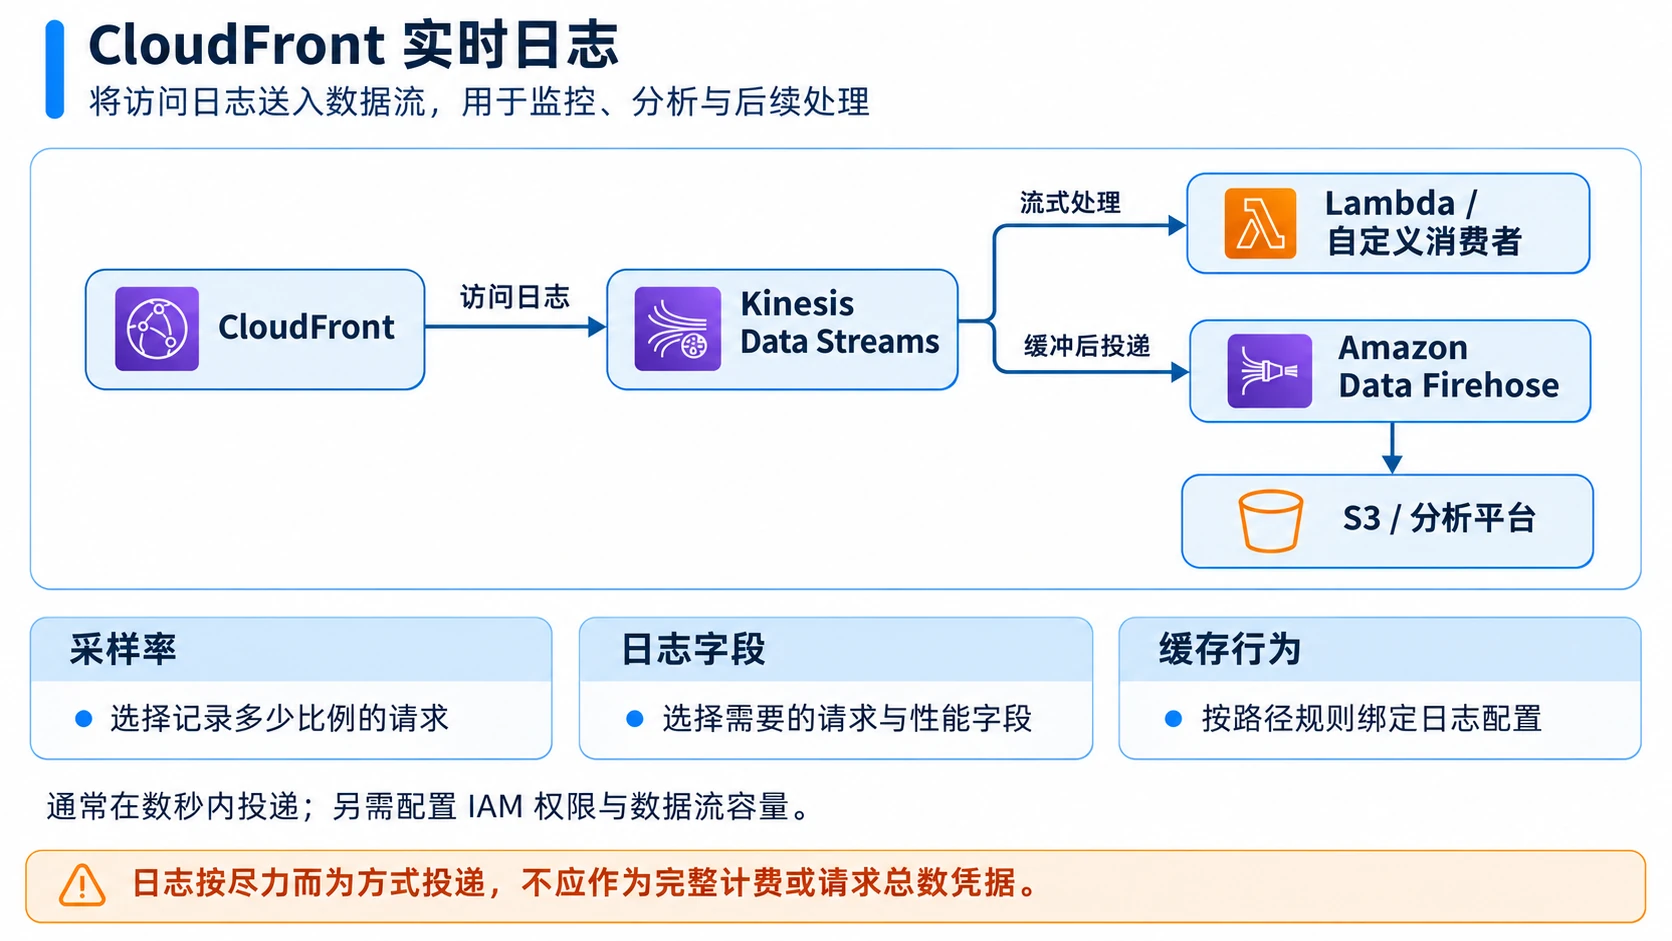 CloudFront 实时日志
将访问日志送入数据流，用于监控、分析与后续处理
CloudFront
访问日志
Kinesis
Data Streams
流式处理
Lambda /
自定义消费者
缓冲后投递
Amazon
Data Firehose
S3 / 分析平台
采样率
选择记录多少比例的请求
日志字段
选择需要的请求与性能字段
缓存行为
按路径规则绑定日志配置
通常在数秒内投递；另需配置 IAM 权限与数据流容量。
日志按尽力而为方式投递，不应作为完整计费或请求总数凭据。